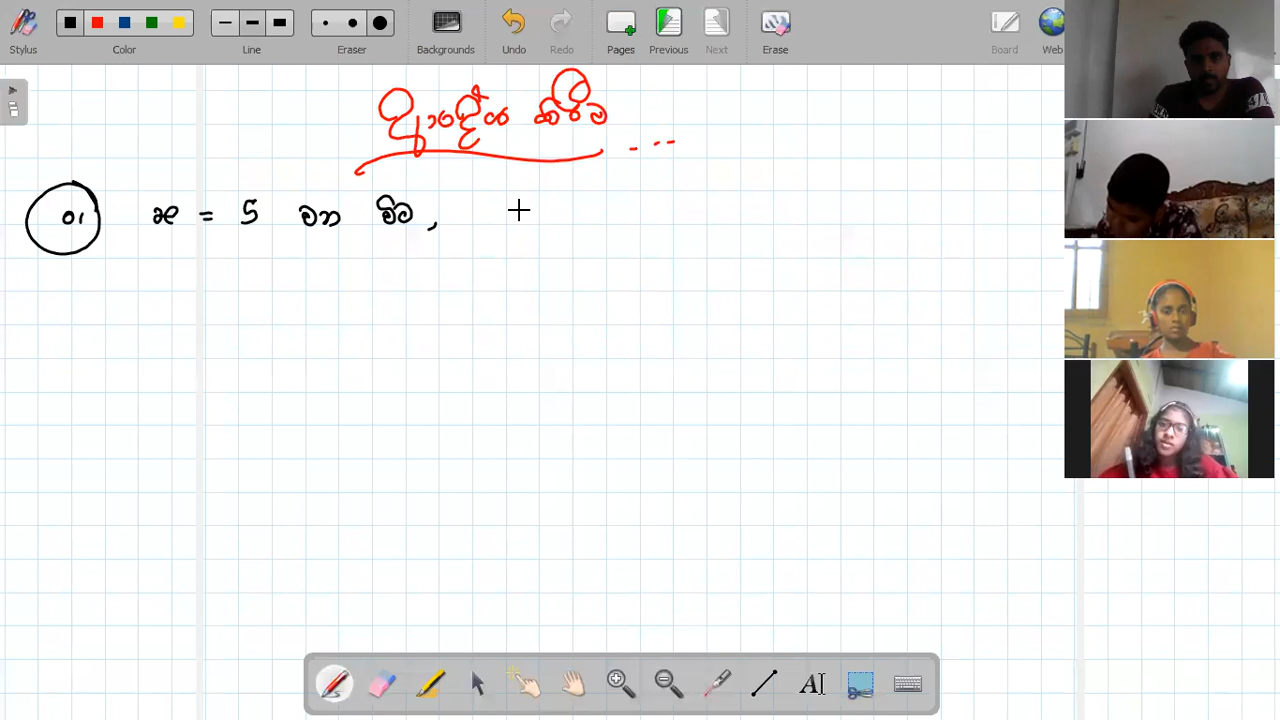 Stylus Color Line Eraser Backgrounds Undo Redo Pages Previous Next Erase Board Web
ආදේශ කිරීම ...
01 x = 5 වන විට,